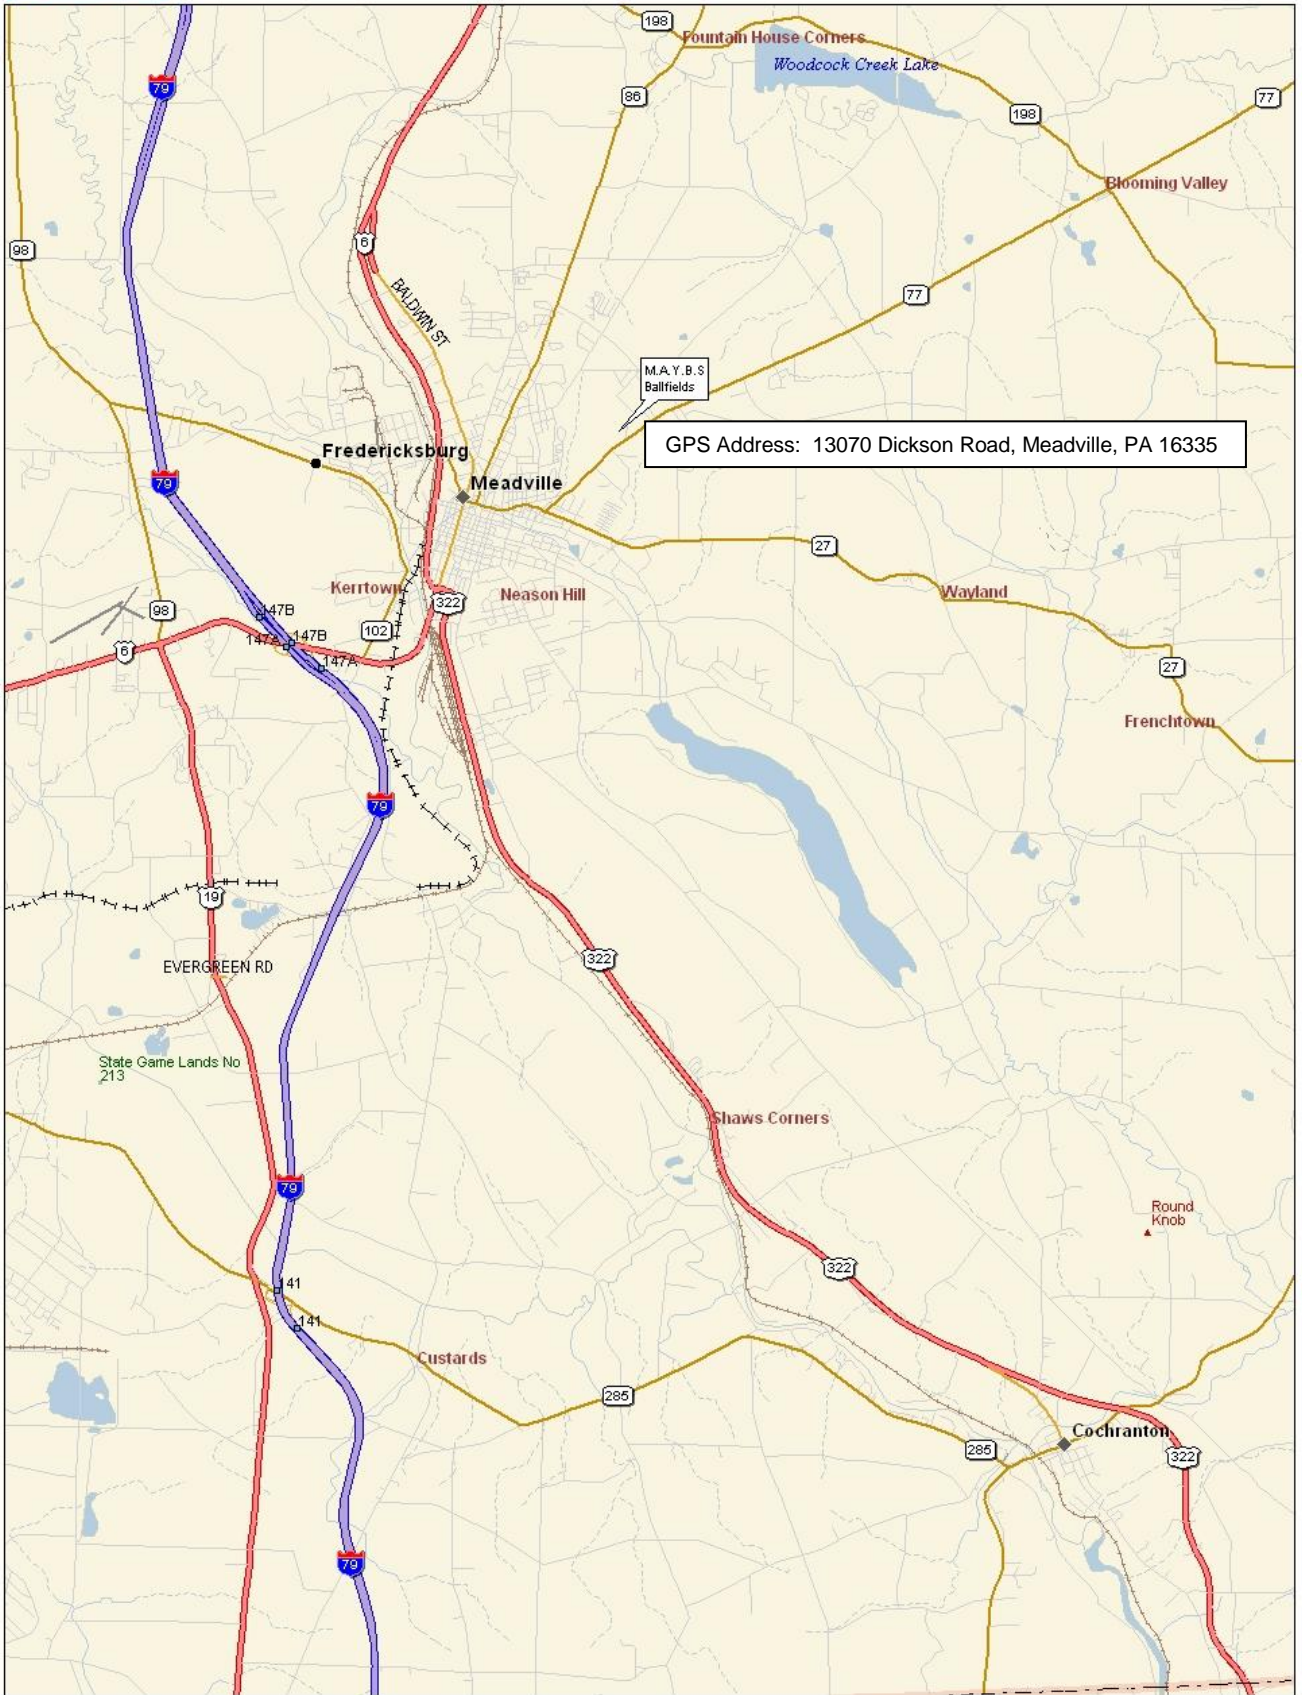 198
Fountain House Corners
Woodcock Creek Lake
79
86
77
198
Blooming Valley
98
6
BALDWIN ST
77
M.A.Y.B.S
Ballfields
GPS Address: 13070 Dickson Road, Meadville, PA 16335
Fredericksburg
79
Meadville
27
Kerrtown
Neason Hill
Wayland
98
147B
322
147B
147A
102
6
147A
27
Frenchtown
79
19
322
EVERGREEN RD
State Game Lands No
213
Shaws Corners
79
Round
Knob
322
141
141
Custards
285
Cochranton
285
322
79